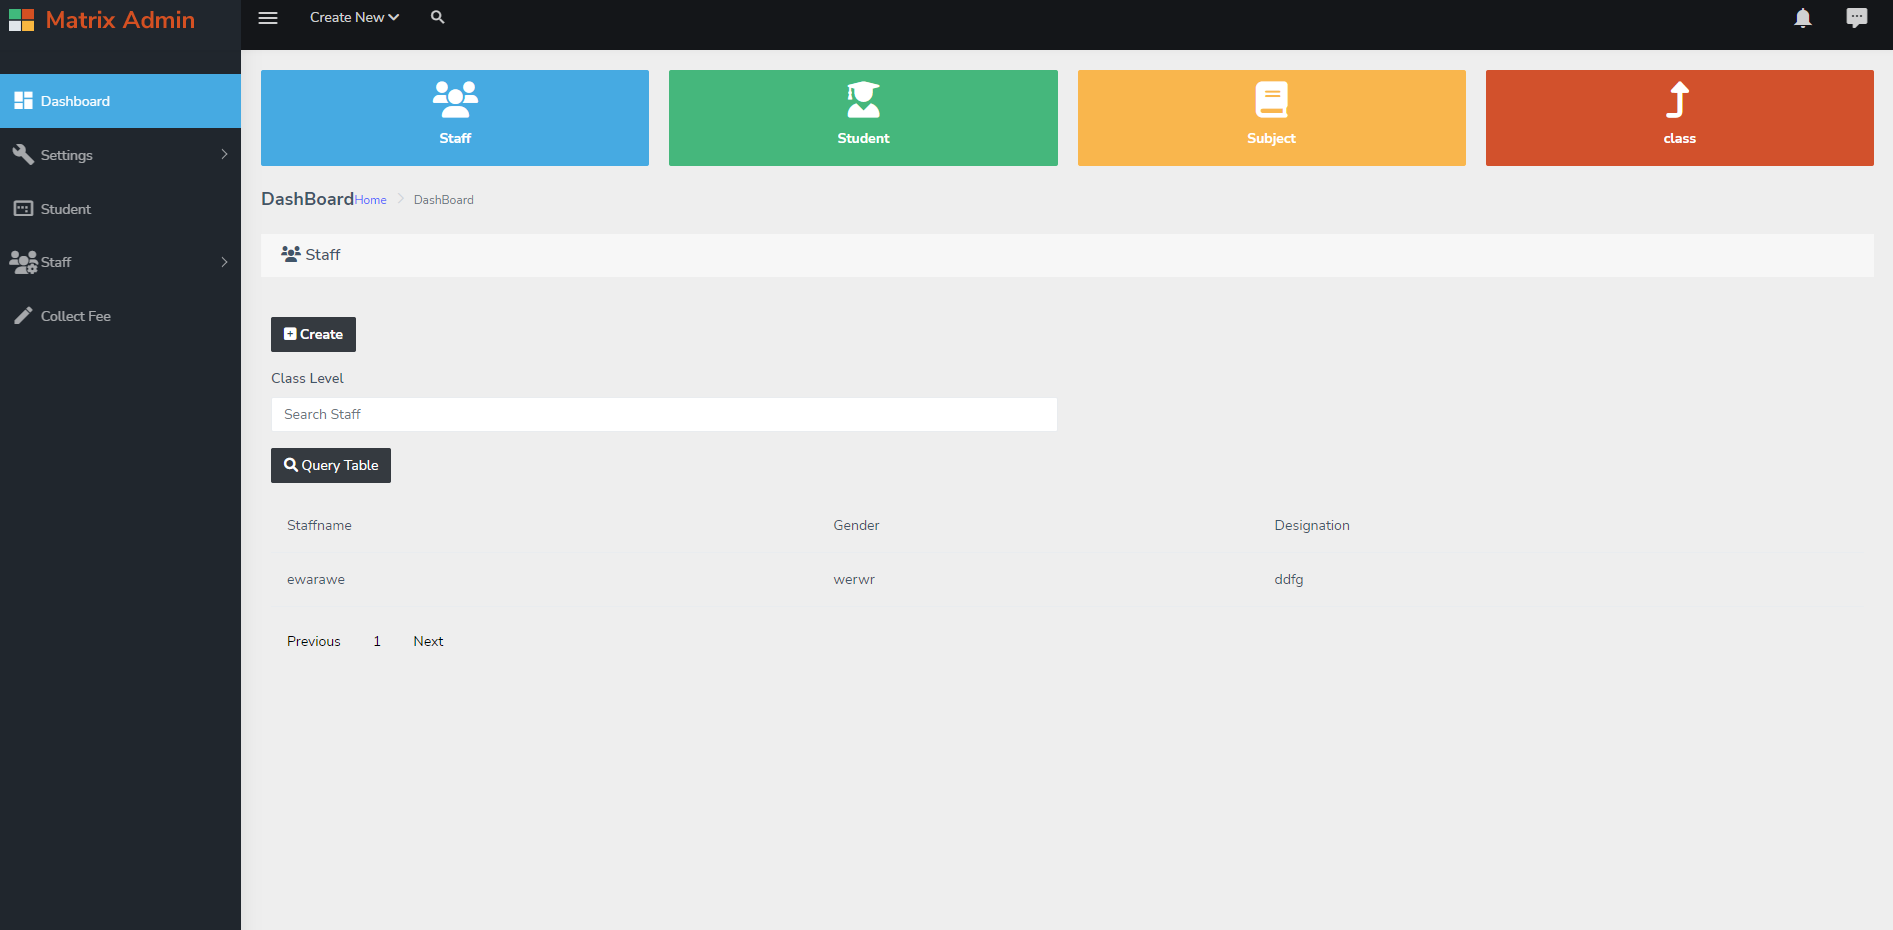 Matrix Admin
Create New
Dashboard
Settings
Student
Staff
Collect Fee
Staff
Student
Subject
class
DashBoard Home DashBoard
Staff
Create
Class Level
Search Staff
Query Table
Staffname Gender Designation
ewarawe werwr ddfg
Previous 1 Next